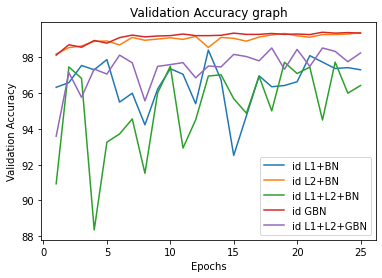 Validation Accuracy graph
Validation Accuracy
98
96
94
92
90
88
0
5
10
15
20
25
Epochs
id L1+BN
id L2+BN
id L1+L2+BN
id GBN
id L1+L2+GBN